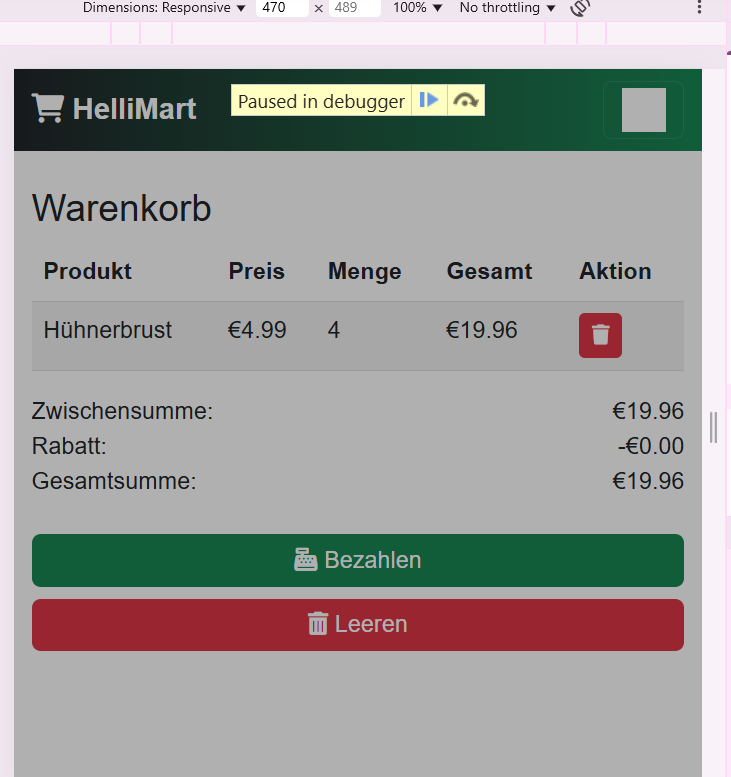 Dimensions: Responsive ▼ 470 × 489 100% ▼ No throttling ▼
HelliMart
Paused in debugger
Warenkorb
Produkt Preis Menge Gesamt Aktion
Hühnerbrust €4.99 4 €19.96
Zwischensumme: €19.96
Rabatt: -€0.00
Gesamtsumme: €19.96
Bezahlen
Leeren